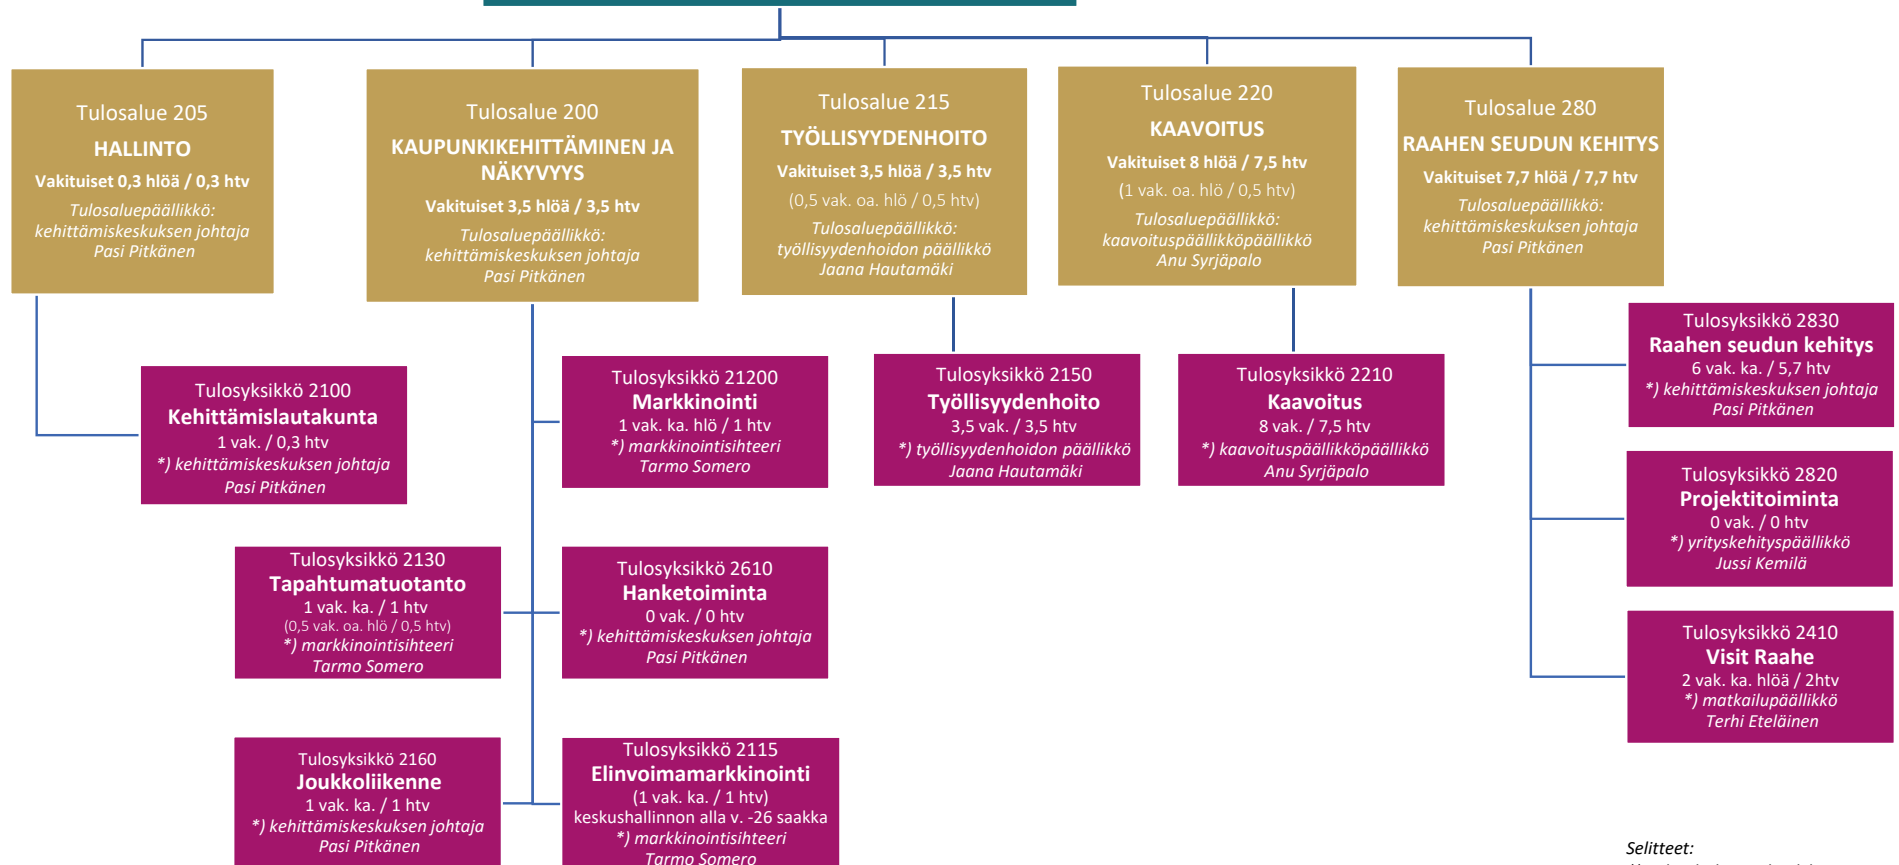 Tulosalue 205
HALLINTO
Vakituiset 0,3 hlöä / 0,3 htv
Tulosaluepäällikkö:
kehittämiskeskuksen johtaja
Pasi Pitkänen
Tulosalue 200
KAUPUNKIKEHITTÄMINEN JA
NÄKYVYYS
Vakituiset 3,5 hlöä / 3,5 htv
Tulosaluepäällikkö:
kehittämiskeskuksen johtaja
Pasi Pitkänen
Tulosalue 215
TYÖLLISYYDENHOITO
Vakituiset 3,5 hlöä / 3,5 htv
(0,5 vak. oa. hlö / 0,5 htv)
Tulosaluepäällikkö:
työllisyydenhoidon päällikkö
Jaana Hautamäki
Tulosalue 220
KAAVOITUS
Vakituiset 8 hlöä / 7,5 htv
(1 vak. oa. hlö / 0,5 htv)
Tulosaluepäällikkö:
kaavoituspäällikköpäällikkö
Anu Syrjäpalo
Tulosalue 280
RAAHEN SEUDUN KEHITYS
Vakituiset 7,7 hlöä / 7,7 htv
Tulosaluepäällikkö:
kehittämiskeskuksen johtaja
Pasi Pitkänen
Tulosyksikkö 2100
Kehittämislautakunta
1 vak. / 0,3 htv
*) kehittämiskeskuksen johtaja
Pasi Pitkänen
Tulosyksikkö 21200
Markkinointi
1 vak. ka. hlö / 1 htv
*) markkinointisihteeri
Tarmo Somero
Tulosyksikkö 2130
Tapahtumatuotanto
1 vak. ka. / 1 htv
(0,5 vak. oa. hlö / 0,5 htv)
*) markkinointisihteeri
Tarmo Somero
Tulosyksikkö 2610
Hanketoiminta
0 vak. / 0 htv
*) kehittämiskeskuksen johtaja
Pasi Pitkänen
Tulosyksikkö 2160
Joukkoliikenne
1 vak. ka. / 1 htv
*) kehittämiskeskuksen johtaja
Pasi Pitkänen
Tulosyksikkö 2115
Elinvoimamarkkinointi
(1 vak. ka. / 1 htv)
keskushallinnon alla v. -26 saakka
*) markkinointisihteeri
Tarmo Somero
Tulosyksikkö 2150
Työllisyydenhoito
3,5 vak. / 3,5 htv
*) työllisyydenhoidon päällikkö
Jaana Hautamäki
Tulosyksikkö 2210
Kaavoitus
8 vak. / 7,5 htv
*) kaavoituspäällikköpäällikkö
Anu Syrjäpalo
Tulosyksikkö 2830
Raahen seudun kehitys
6 vak. ka. / 5,7 htv
*) kehittämiskeskuksen johtaja
Pasi Pitkänen
Tulosyksikkö 2820
Projektitoiminta
0 vak. / 0 htv
*) yrityskehityspäällikkö
Jussi Kemilä
Tulosyksikkö 2410
Visit Raahe
2 vak. ka. hlöä / 2htv
*) matkailupäällikkö
Terhi Eteläinen
Selitteet: